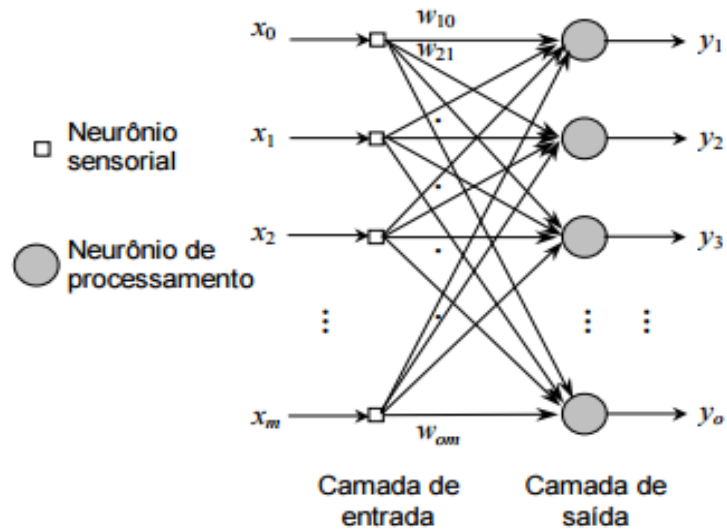 x₀
w₁₀
y₁
w₂₁
Neurônio
sensorial
x₁
y₂
x₂
y₃
Neurônio de
processamento
xₘ
wₒₘ
yₒ
Camada de
entrada
Camada de
saída